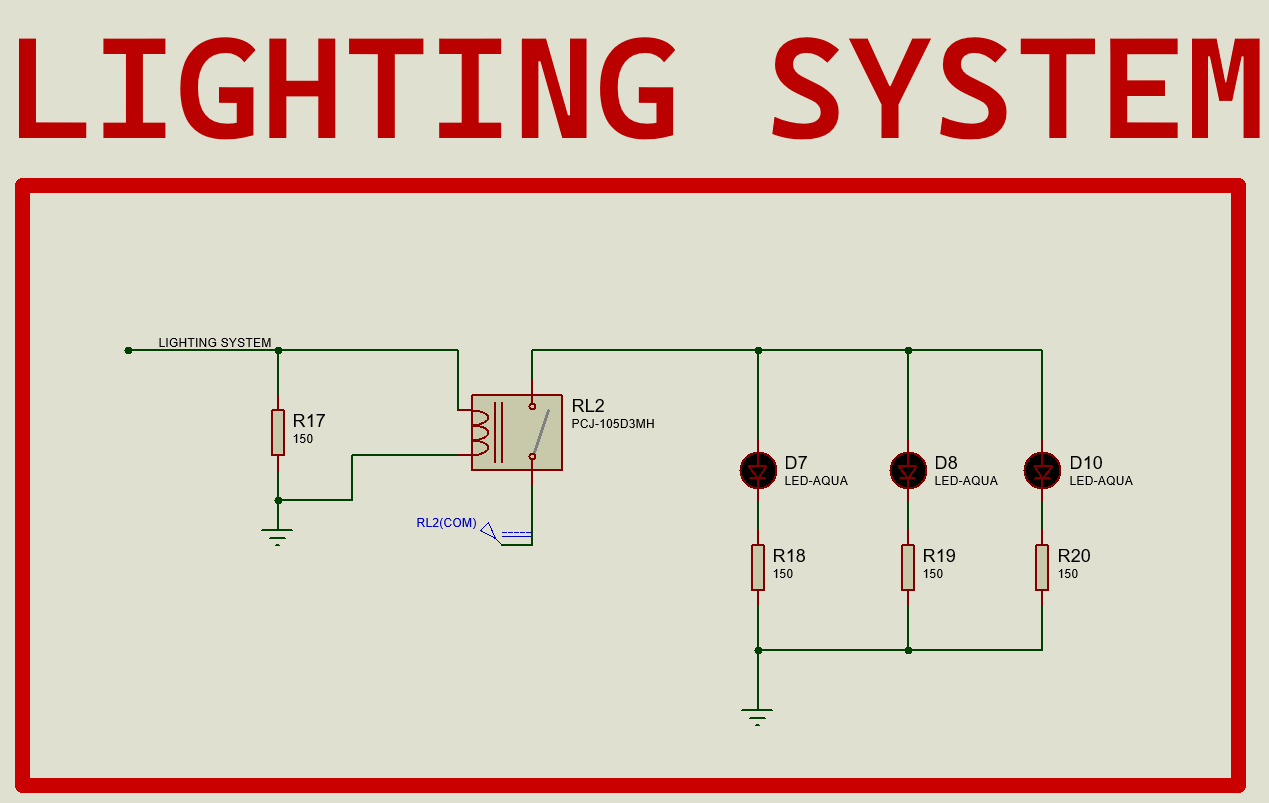 LIGHTING SYSTEM
LIGHTING SYSTEM
R17
150
RL2
PCJ-105D3MH
RL2(COM)
D7
LED-AQUA
D8
LED-AQUA
D10
LED-AQUA
R18
150
R19
150
R20
150